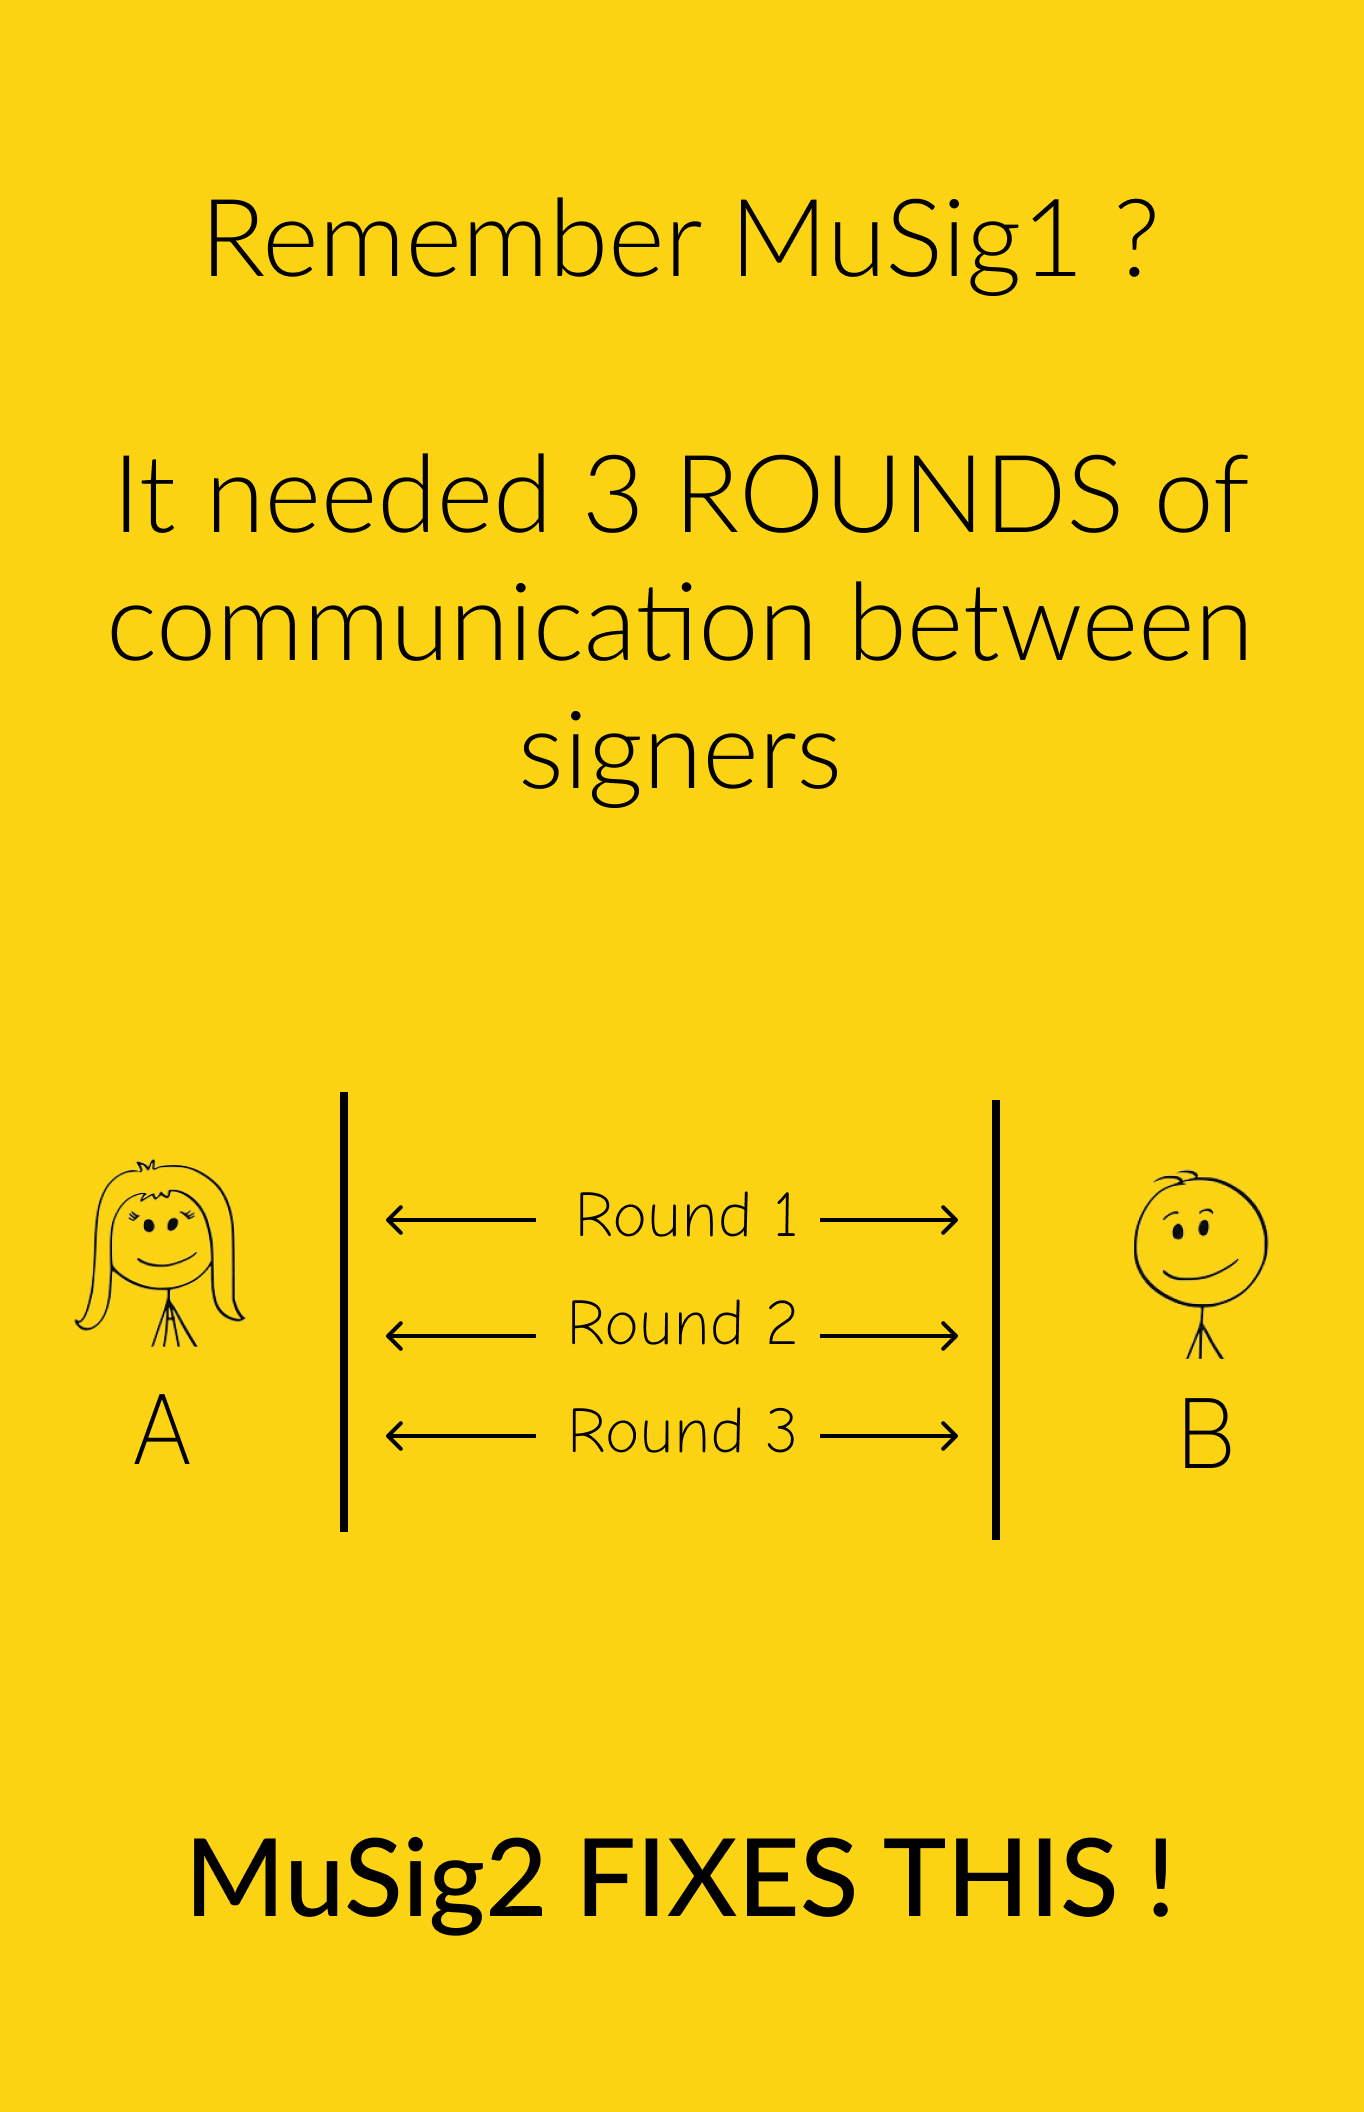 Remember MuSig1 ?
It needed 3 ROUNDS of
communication between
signers
Round 1
Round 2
Round 3
A
B
MuSig2 FIXES THIS !